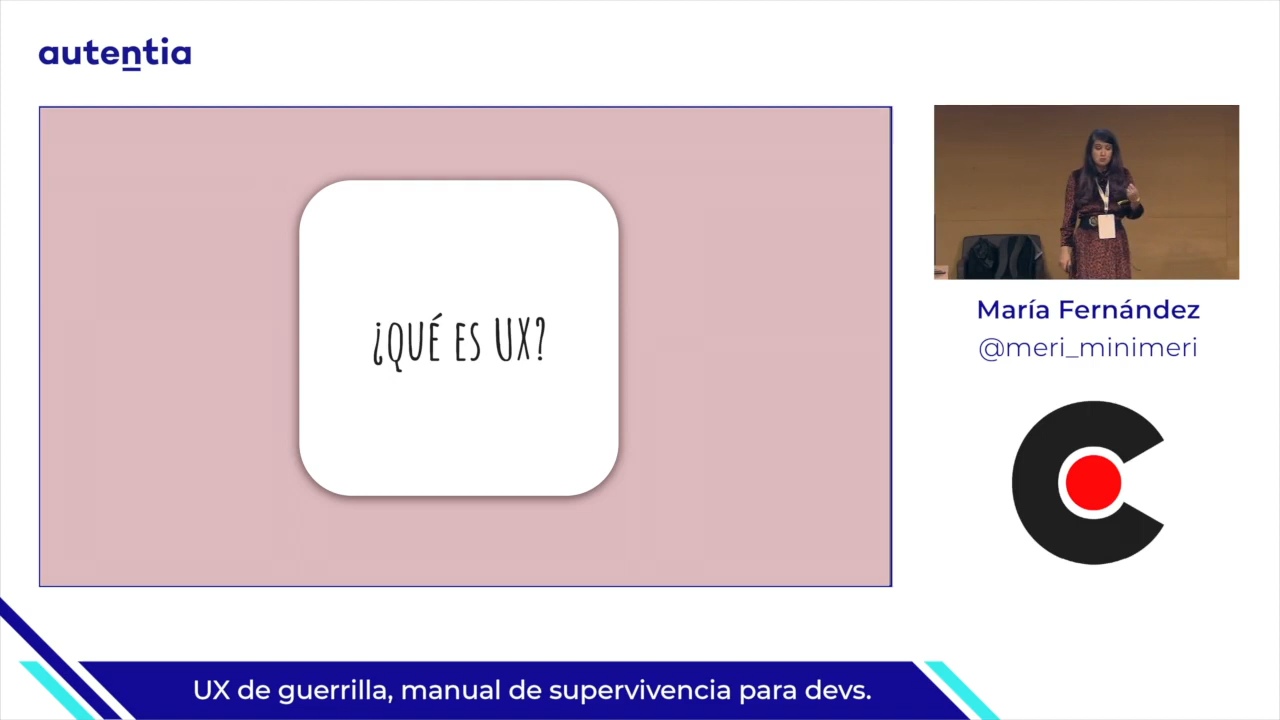 autentia
¿QUÉ ES UX?
María Fernández
@meri_minimeri
UX de guerrilla, manual de supervivencia para devs.